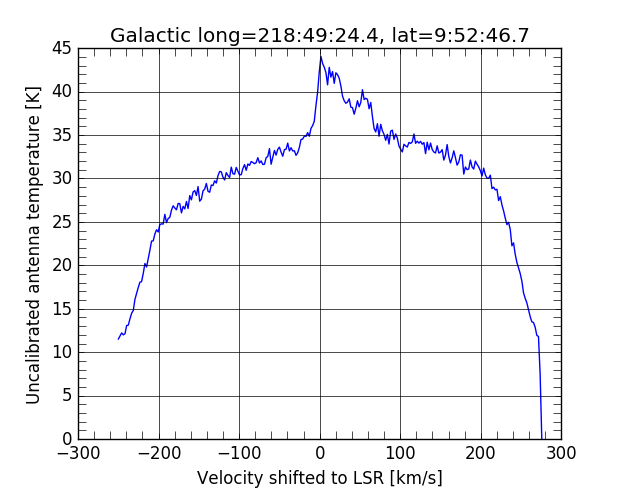 Galactic long=218:49:24.4, lat=9:52:46.7
Uncalibrated antenna temperature [K]
45
40
35
30
25
20
15
10
5
0
−300 −200 −100 0 100 200 300
Velocity shifted to LSR [km/s]